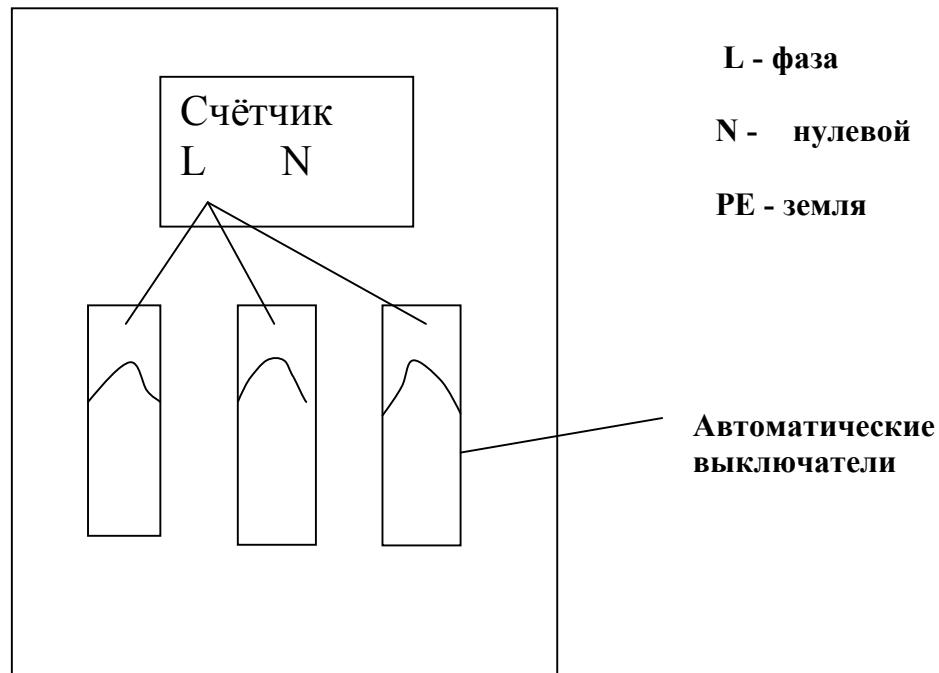 Счётчик
L N
L - фаза
N - нулевой
PE - земля
Автоматические
выключатели